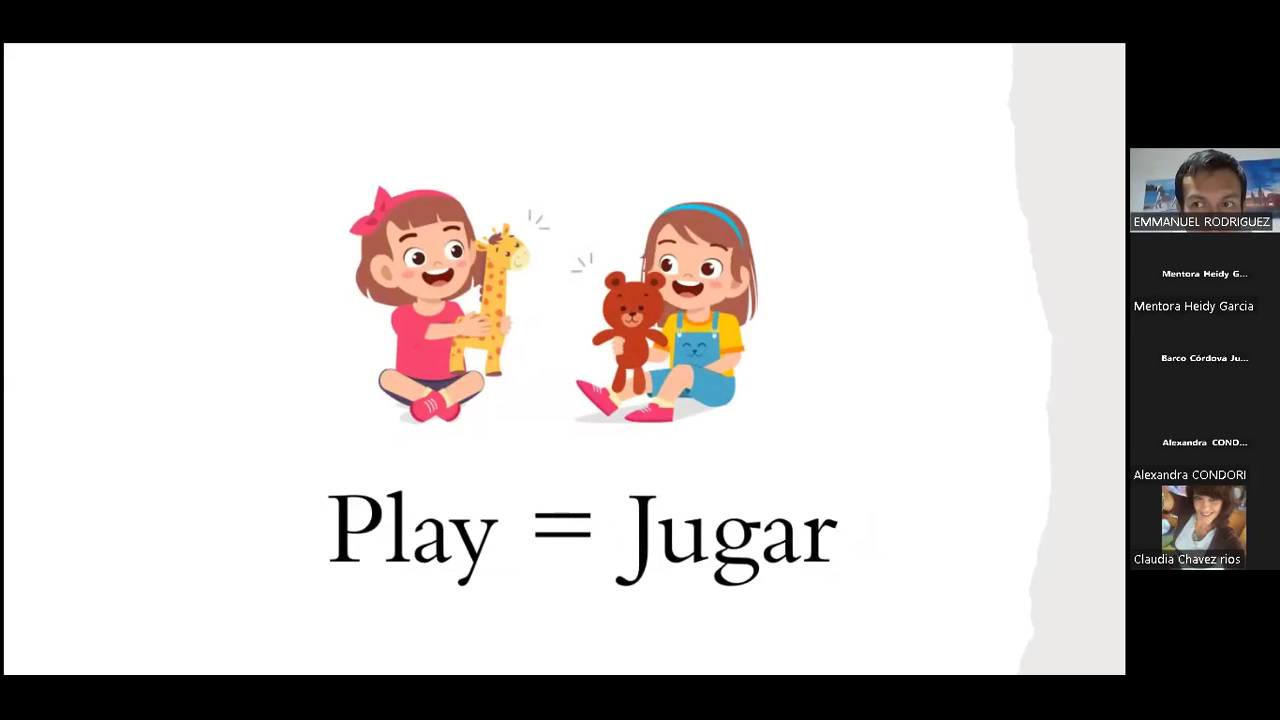 Play = Jugar
EMMANUEL RODRIGUEZ
Mentora Heidy G...
Mentora Heidy Garcia
Barco Córdova Ju...
Alexandra COND...
Alexandra CONDORI
Claudia Chavez rios